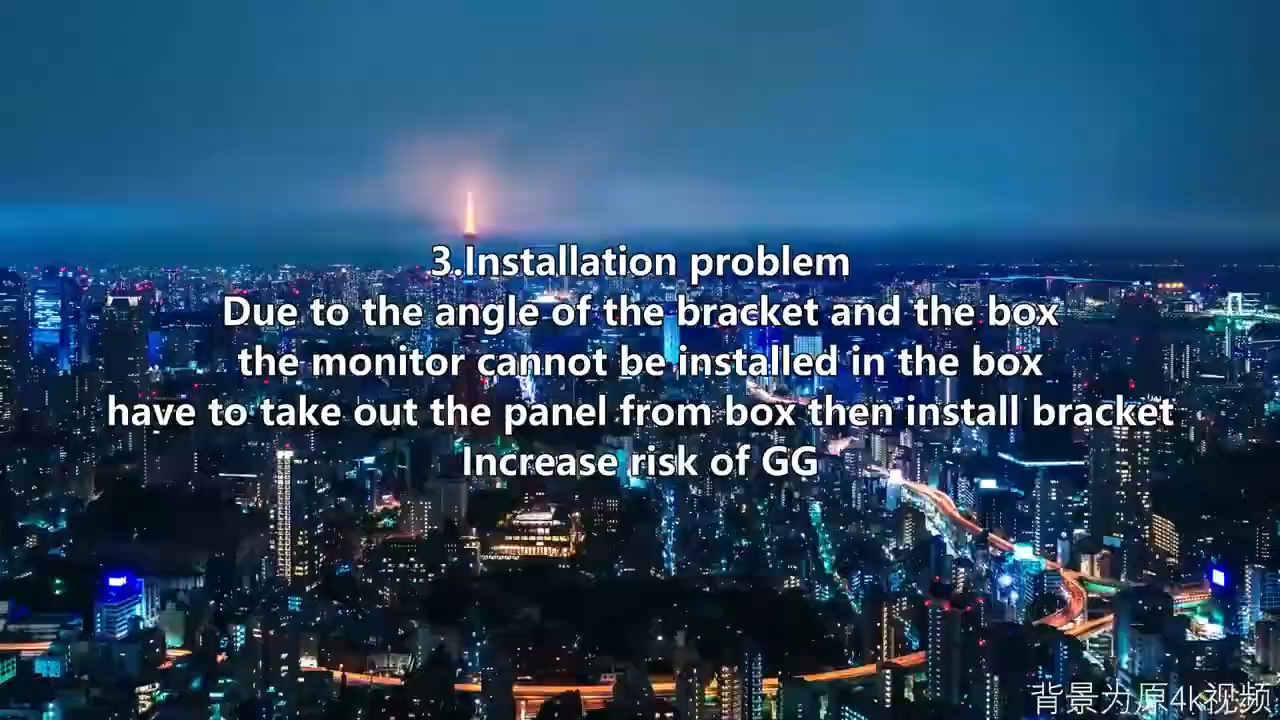 3.Installation problem
Due to the angle of the bracket and the box
the monitor cannot be installed in the box
have to take out the panel from box then install bracket
Increase risk of GG
背景为原4k视频